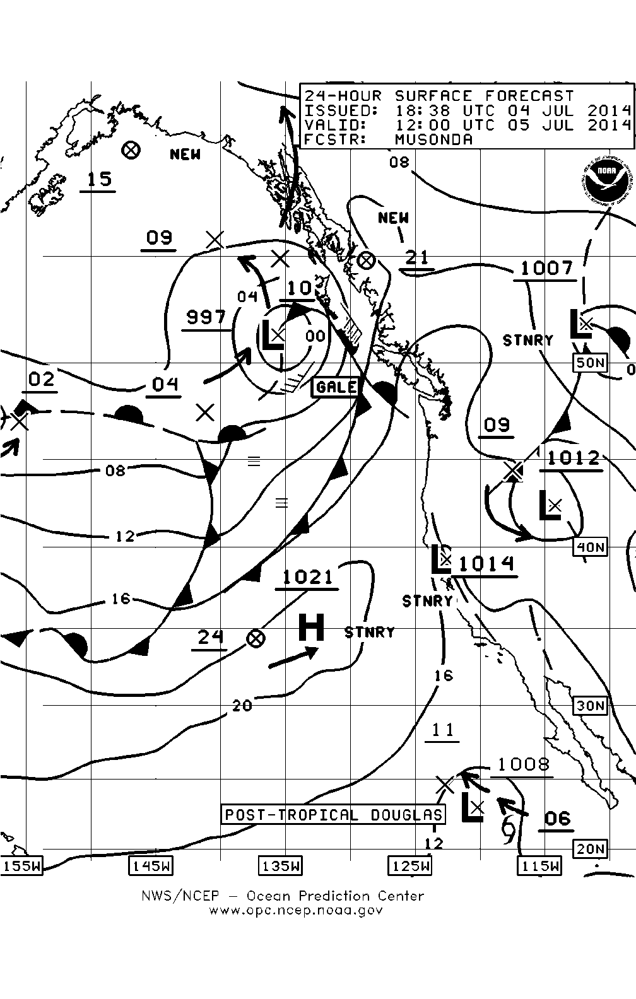 24-HOUR SURFACE FORECAST
ISSUED: 18:38 UTC 04 JUL 2014
VALID: 12:00 UTC 05 JUL 2014
FCSTR: MUSONDA
NEW
08
NOAA
15
NEW
09
21
1007
04
10
997
L
00
L
STNRY
50N
0
02
04
GALE
09
08
1012
L
12
40N
L
1014
1021
16
STNRY
H
STNRY
24
16
20
30N
11
1008
L
POST-TROPICAL DOUGLAS
06
12
20N
155W
145W
135W
125W
115W
NWS/NCEP – Ocean Prediction Center
www.opc.ncep.noaa.gov